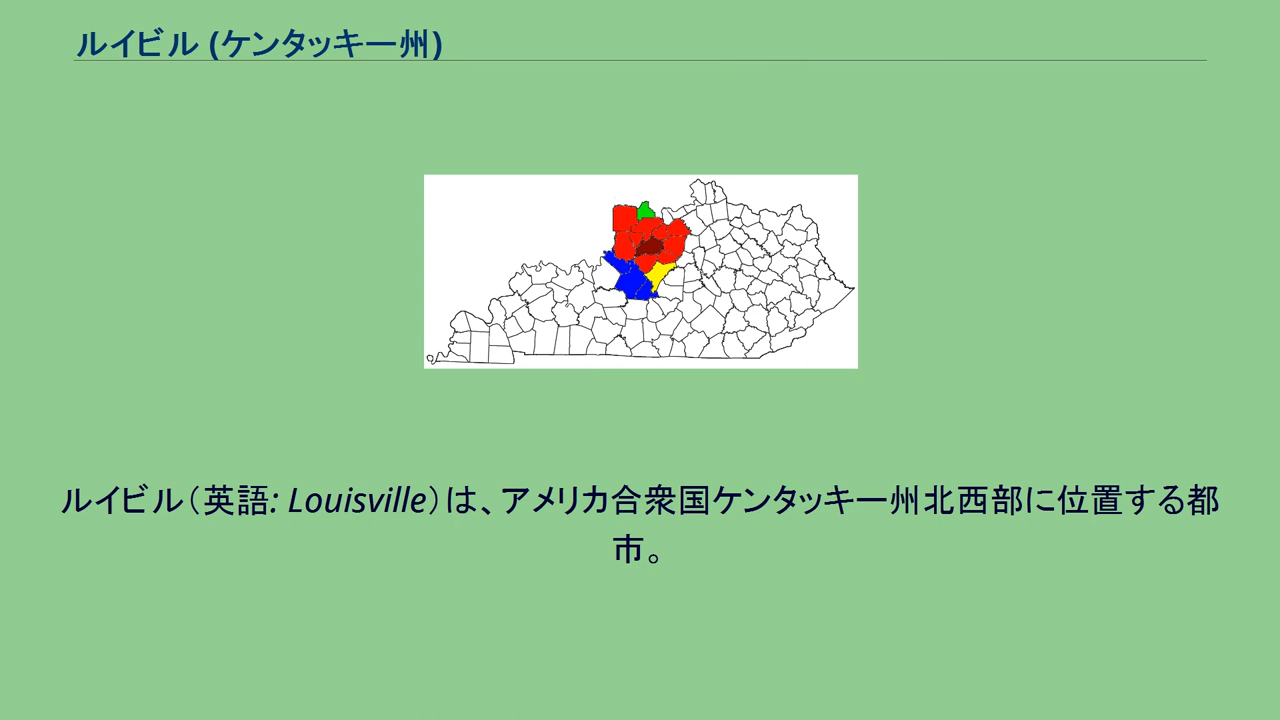 ルイビル (ケンタッキー州)
ルイビル（英語: Louisville）は、アメリカ合衆国ケンタッキー州北西部に位置する都
市。